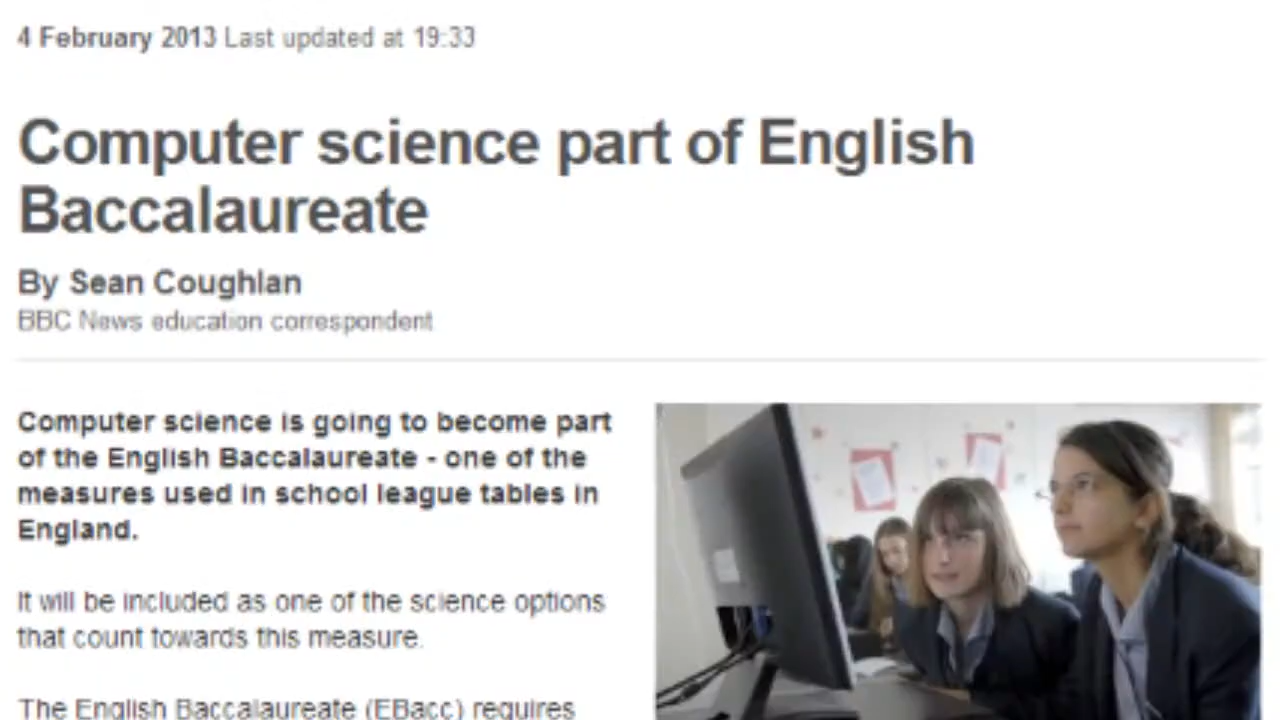 4 February 2013 Last updated at 19:33
Computer science part of English
Baccalaureate
By Sean Coughlan
BBC News education correspondent
Computer science is going to become part
of the English Baccalaureate - one of the
measures used in school league tables in
England.
It will be included as one of the science options
that count towards this measure.
The English Baccalaureate (EBacc) requires